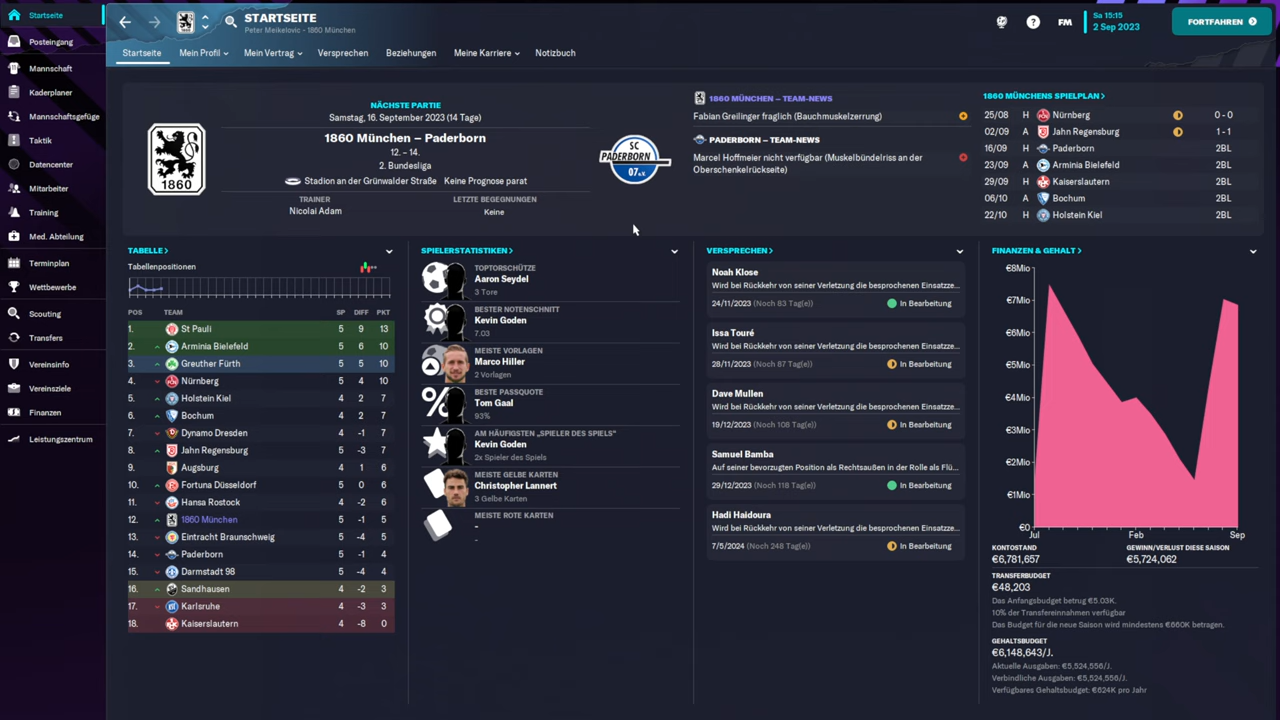 Startseite
Posteingang
Mannschaft
Kaderplaner
Mannschaftsgefüge
Taktik
Datencenter
Mitarbeiter
Training
Med. Abteilung
Terminplan
Wettbewerbe
Scouting
Transfers
Vereinsinfo
Vereinsziele
Finanzen
Leistungszentrum
STARTSEITE
Peter Meikelovic - 1860 München
FM
Sa 15:15
2 Sep 2023
FORTFAHREN
Startseite Mein Profil Mein Vertrag Versprechen Beziehungen Meine Karriere Notizbuch
1860
NÄCHSTE PARTIE
Samstag, 16. September 2023 (14 Tage)
1860 München – Paderborn
12. – 14.
2. Bundesliga
Stadion an der Grünwalder Straße Keine Prognose parat
TRAINER
Nicolai Adam
LETZTE BEGEGNUNGEN
Keine
SC
PADERBORN
07 e.V.
1860 MÜNCHEN – TEAM-NEWS
Fabian Greilinger fraglich (Bauchmuskelzerrung)
PADERBORN – TEAM-NEWS
Marcel Hoffmeier nicht verfügbar (Muskelbündelriss an der
Oberschenkelrückseite)
1860 MÜNCHENS SPIELPLAN
25/08 H Nürnberg 0 - 0
02/09 A Jahn Regensburg 1 - 1
16/09 H Paderborn 2BL
23/09 A Arminia Bielefeld 2BL
29/09 H Kaiserslautern 2BL
06/10 A Bochum 2BL
22/10 H Holstein Kiel 2BL
TABELLE
Tabellenpositionen
POS TEAM SP DIFF PKT
1. St Pauli 5 9 13
2. Arminia Bielefeld 5 6 10
3. Greuther Fürth 5 5 10
4. Nürnberg 5 4 10
5. Holstein Kiel 4 2 7
6. Bochum 4 2 7
7. Dynamo Dresden 4 -1 7
8. Jahn Regensburg 5 -3 7
9. Augsburg 4 1 6
10. Fortuna Düsseldorf 5 0 6
11. Hansa Rostock 4 -2 6
12. 1860 München 5 -1 5
13. Eintracht Braunschweig 5 -4 5
14. Paderborn 5 -1 4
15. Darmstadt 98 5 -4 4
16. Sandhausen 4 -2 3
17. Karlsruhe 4 -3 3
18. Kaiserslautern 4 -8 0
SPIELERSTATISTIKEN
TOPTORSCHÜTZE
Aaron Seydel
3 Tore
BESTER NOTENSCHNITT
Kevin Goden
7.03
MEISTE VORLAGEN
Marco Hiller
2 Vorlagen
BESTE PASSQUOTE
Tom Gaal
93%
AM HÄUFIGSTEN „SPIELER DES SPIELS“
Kevin Goden
2x Spieler des Spiels
MEISTE GELBE KARTEN
Christopher Lannert
3 Gelbe Karten
MEISTE ROTE KARTEN
-
-
VERSPRECHEN
Noah Klose
Wird bei Rückkehr von seiner Verletzung die besprochenen Einsatzze...
24/11/2023 (Noch 83 Tag(e)) In Bearbeitung
Issa Touré
Wird bei Rückkehr von seiner Verletzung die besprochenen Einsatzze...
28/11/2023 (Noch 87 Tag(e)) In Bearbeitung
Dave Mullen
Wird bei Rückkehr von seiner Verletzung die besprochenen Einsatzze...
19/12/2023 (Noch 108 Tag(e)) In Bearbeitung
Samuel Bamba
Auf seiner bevorzugten Position als Rechtsaußen in der Rolle als Flü...
29/12/2023 (Noch 118 Tag(e)) In Bearbeitung
Hadi Haidoura
Wird bei Rückkehr von seiner Verletzung die besprochenen Einsatzze...
7/5/2024 (Noch 248 Tag(e)) In Bearbeitung
FINANZEN & GEHALT
€8Mio
€7Mio
€6Mio
€5Mio
€4Mio
€3Mio
€2Mio
€1Mio
€0
Jul Feb Sep
KONTOSTAND
€6,781,657
GEWINN/VERLUST DIESE SAISON
€5,724,062
TRANSFERBUDGET
€48,203
Das Anfangsbudget betrug €5.03K.
10% der Transfereinnahmen verfügbar
Das Budget für die neue Saison wird mindestens €660K betragen.
GEHALTSBUDGET
€6,148,643/J.
Aktuelle Ausgaben: €5,524,556/J.
Verbindliche Ausgaben: €5,524,556/J.
Verfügbares Gehaltsbudget: €624K pro Jahr